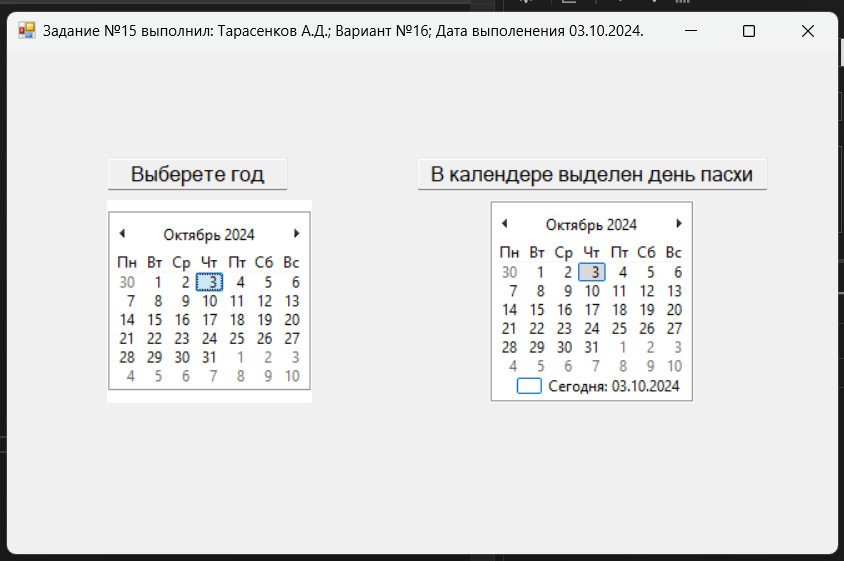 Задание №15 выполнил: Тарасенков А.Д.; Вариант №16; Дата выполенения 03.10.2024.
Выберете год
Октябрь 2024
Пн Вт Ср Чт Пт Сб Вс
30 1 2 3 4 5 6
7 8 9 10 11 12 13
14 15 16 17 18 19 20
21 22 23 24 25 26 27
28 29 30 31 1 2 3
4 5 6 7 8 9 10
В календере выделен день пасхи
Октябрь 2024
Пн Вт Ср Чт Пт Сб Вс
30 1 2 3 4 5 6
7 8 9 10 11 12 13
14 15 16 17 18 19 20
21 22 23 24 25 26 27
28 29 30 31 1 2 3
4 5 6 7 8 9 10
Сегодня: 03.10.2024